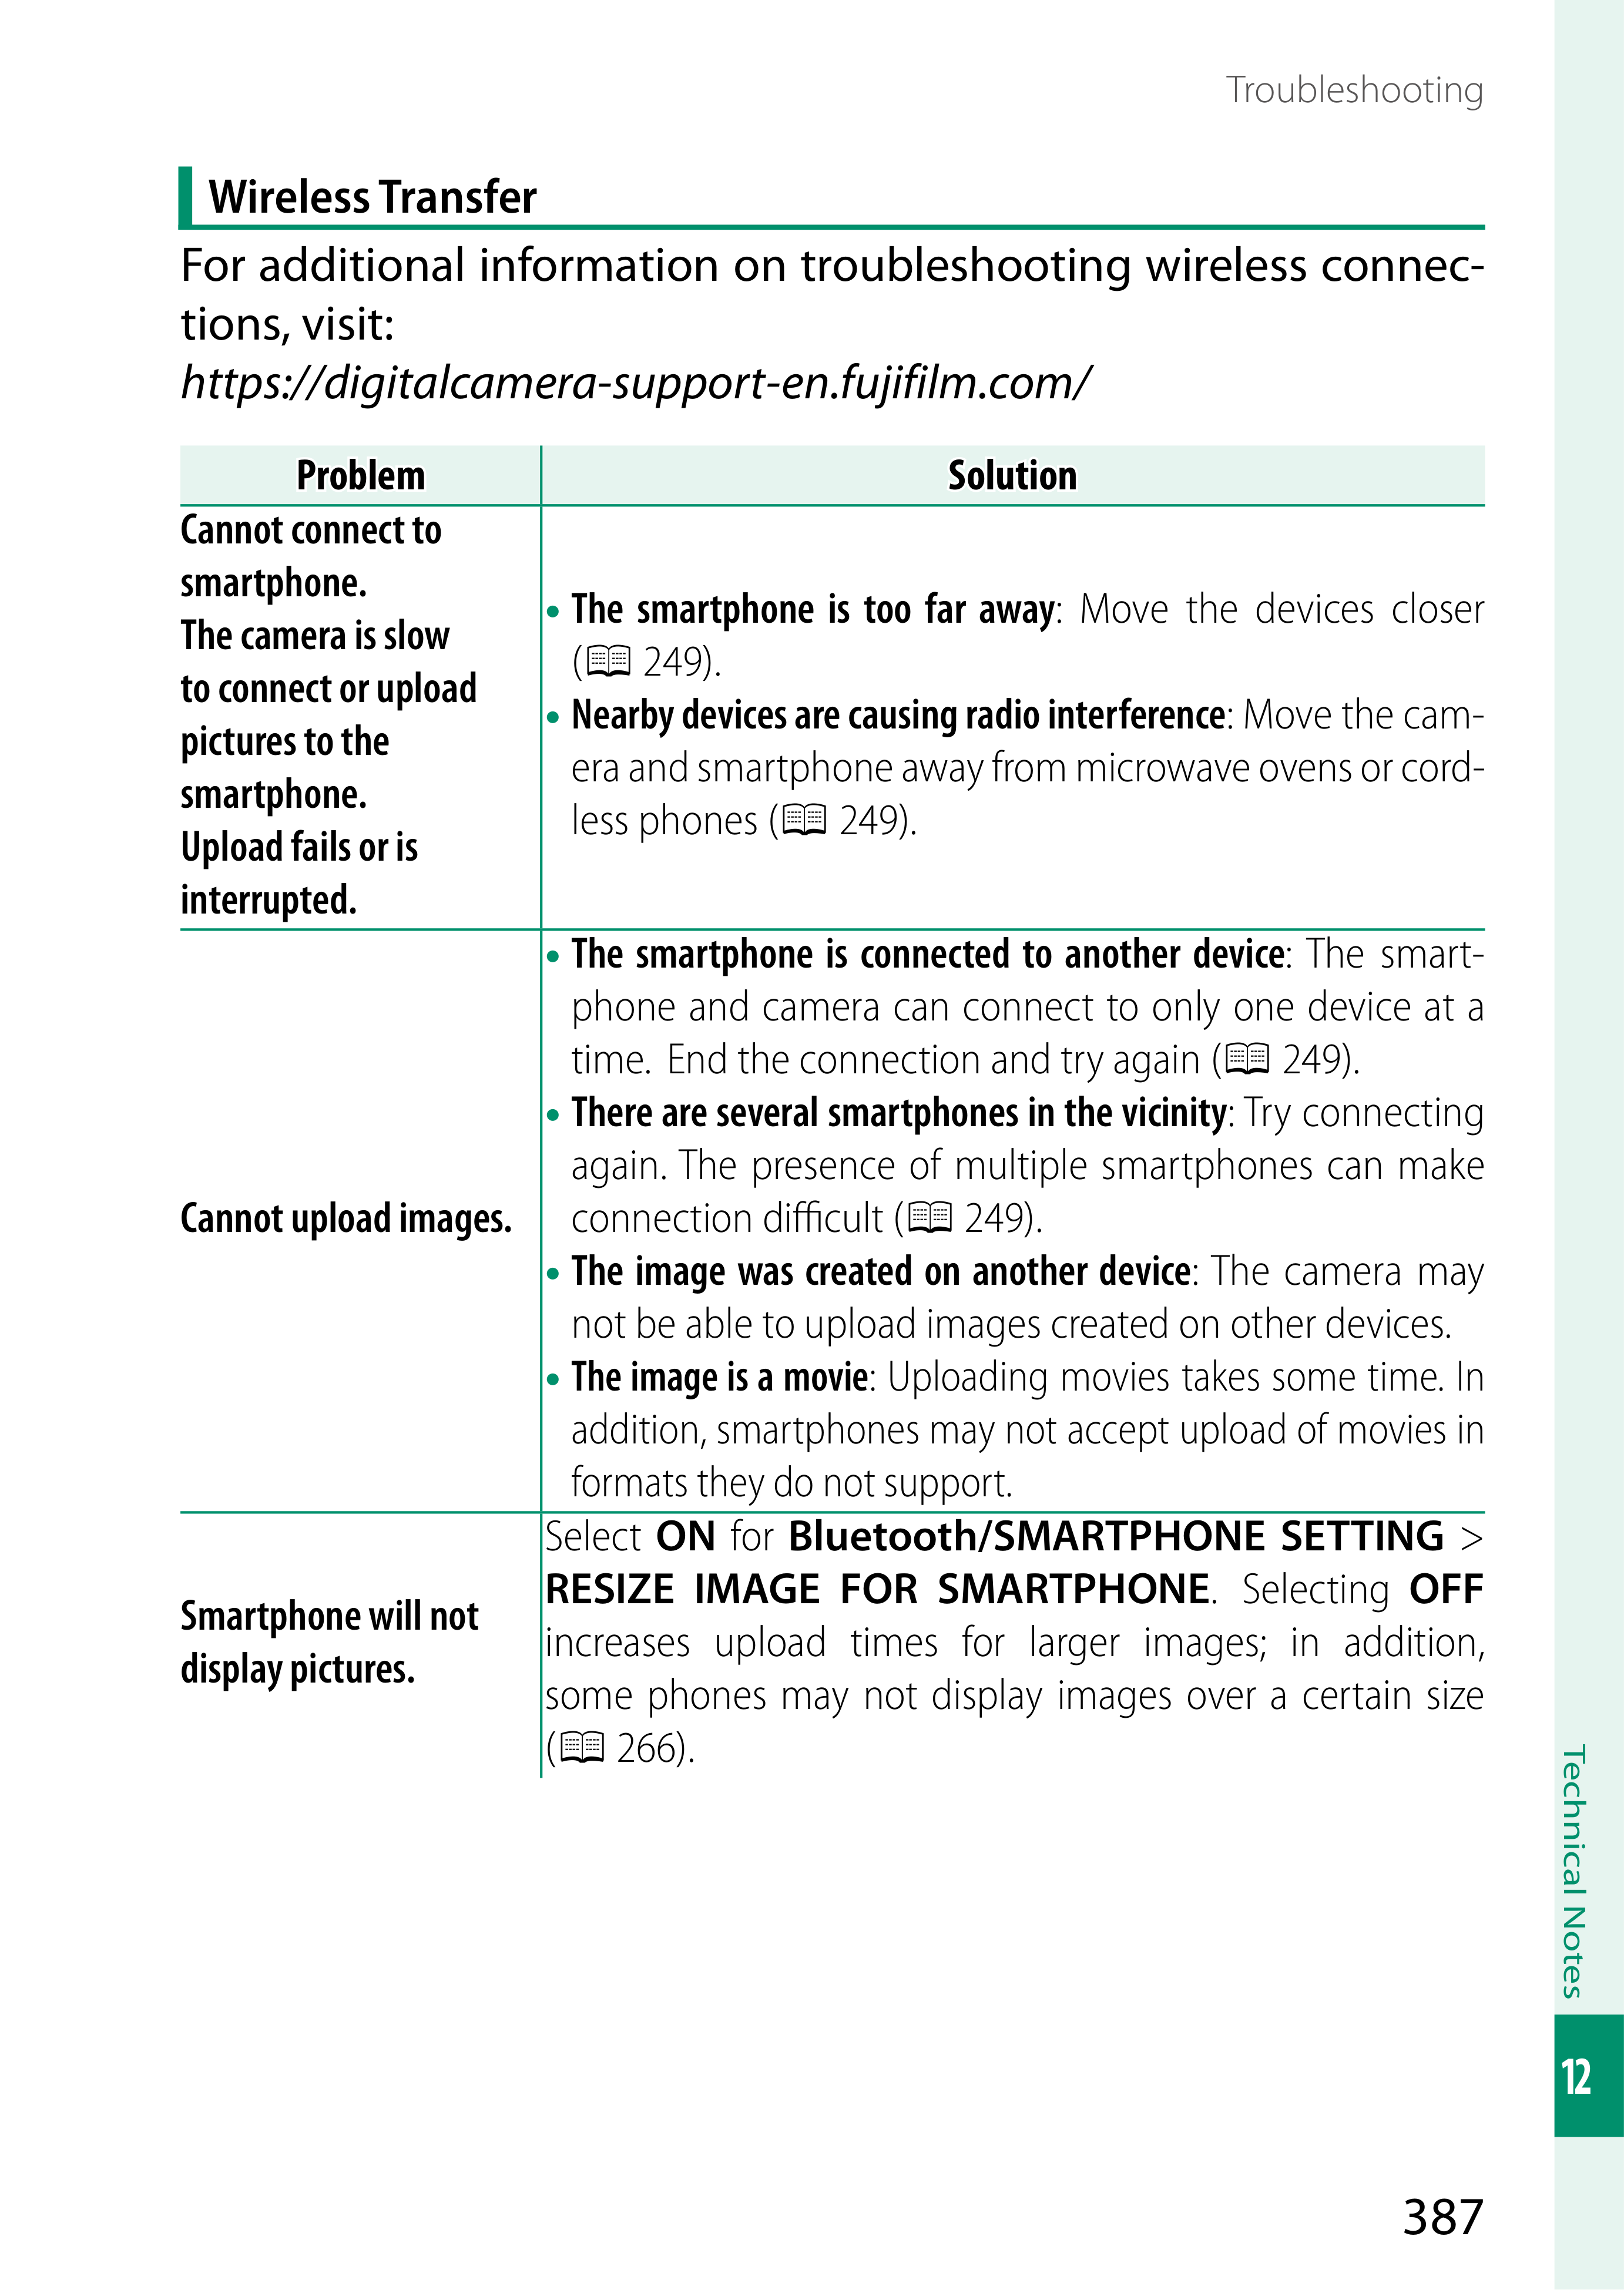 Troubleshooting
Wireless Transfer
For additional information on troubleshooting wireless connec-
tions, visit:
https://digitalcamera-support-en.fujifilm.com/
Problem
Solution
Cannot connect to
smartphone.
The camera is slow
to connect or upload
pictures to the
smartphone.
Upload fails or is
interrupted.
• The smartphone is too far away: Move the devices closer
(📖 249).
• Nearby devices are causing radio interference: Move the cam-
era and smartphone away from microwave ovens or cord-
less phones (📖 249).
Cannot upload images.
• The smartphone is connected to another device: The smart-
phone and camera can connect to only one device at a
time. End the connection and try again (📖 249).
• There are several smartphones in the vicinity: Try connecting
again. The presence of multiple smartphones can make
connection difficult (📖 249).
• The image was created on another device: The camera may
not be able to upload images created on other devices.
• The image is a movie: Uploading movies takes some time. In
addition, smartphones may not accept upload of movies in
formats they do not support.
Smartphone will not
display pictures.
Select ON for Bluetooth/SMARTPHONE SETTING >
RESIZE IMAGE FOR SMARTPHONE. Selecting OFF
increases upload times for larger images; in addition,
some phones may not display images over a certain size
(📖 266).
Technical Notes
12
387